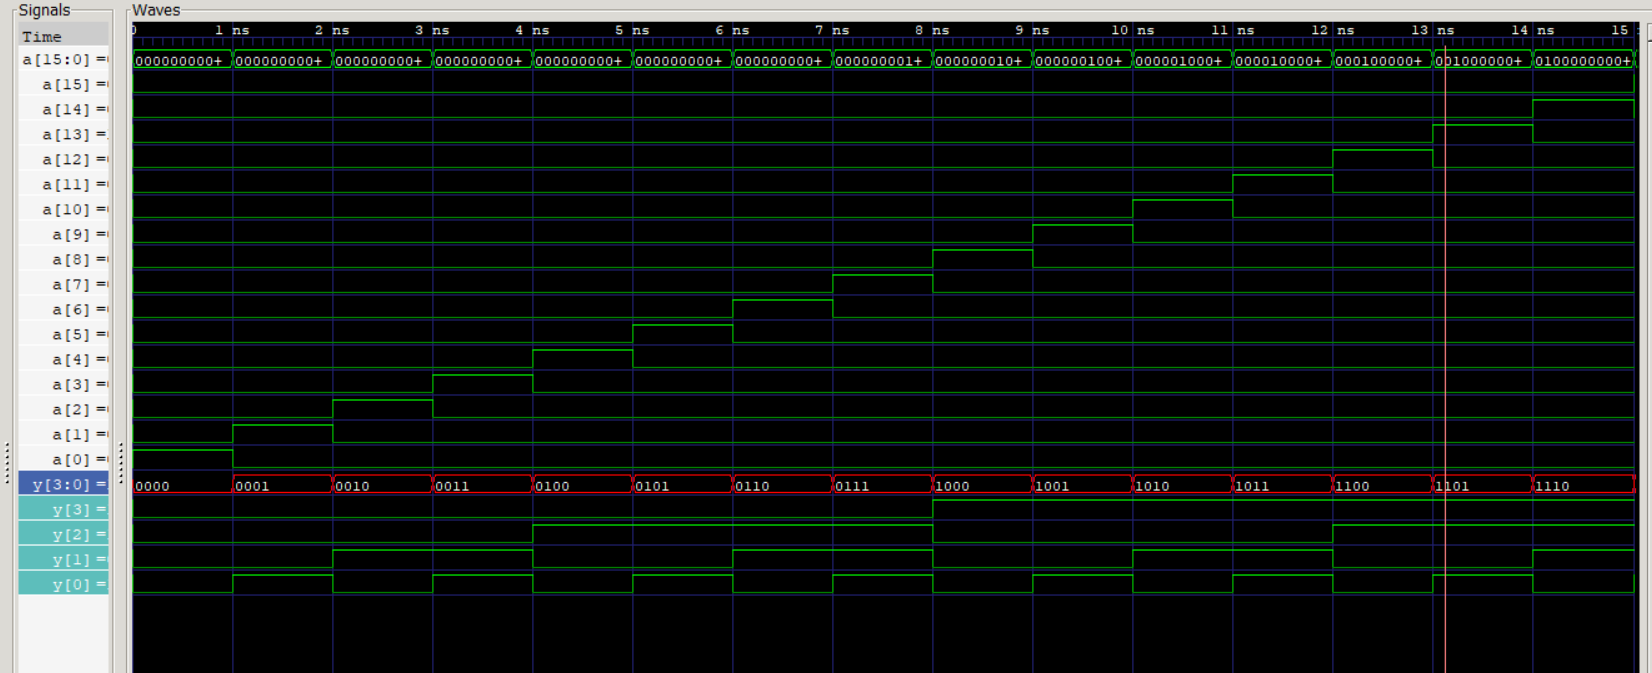 Signals Waves
Time 0 1 ns 2 ns 3 ns 4 ns 5 ns 6 ns 7 ns 8 ns 9 ns 10 ns 11 ns 12 ns 13 ns 14 ns 15
a[15:0] =0 000000000+ 000000000+ 000000000+ 000000000+ 000000000+ 000000000+ 000000000+ 000000001+ 000000010+ 000000100+ 000001000+ 000010000+ 000100000+ 001000000+ 0100000000+
a[15] =
a[14] =
a[13] =
a[12] =
a[11] =
a[10] =
a[9] =
a[8] =
a[7] =
a[6] =
a[5] =
a[4] =
a[3] =
a[2] =
a[1] =
a[0] =
y[3:0] = 0000 0001 0010 0011 0100 0101 0110 0111 1000 1001 1010 1011 1100 1101 1110
y[3] =
y[2] =
y[1] =
y[0] =